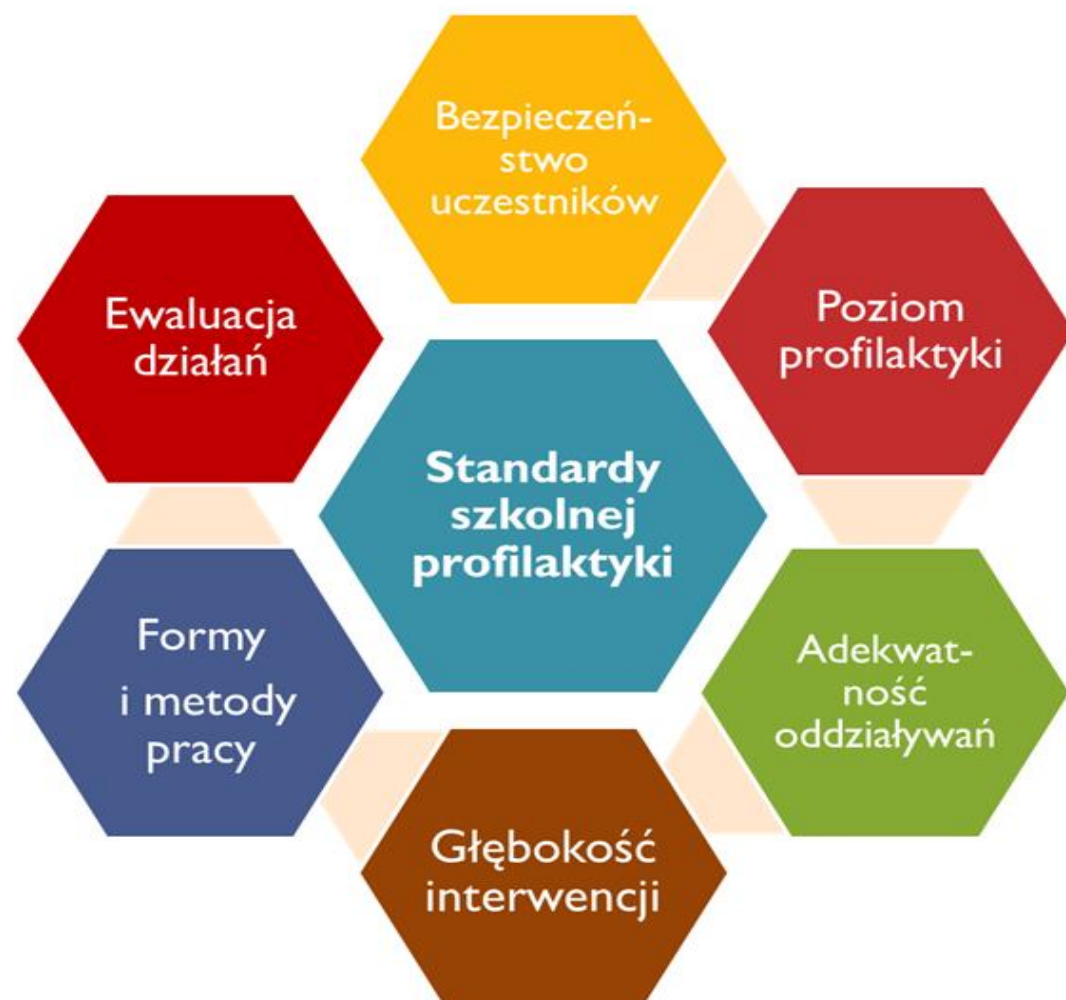 Bezpieczeń-
stwo
uczestników
Poziom
profilaktyki
Adekwat-
ność
oddziaływań
Głębokość
interwencji
Formy
i metody
pracy
Ewaluacja
działań
Standardy
szkolnej
profilaktyki